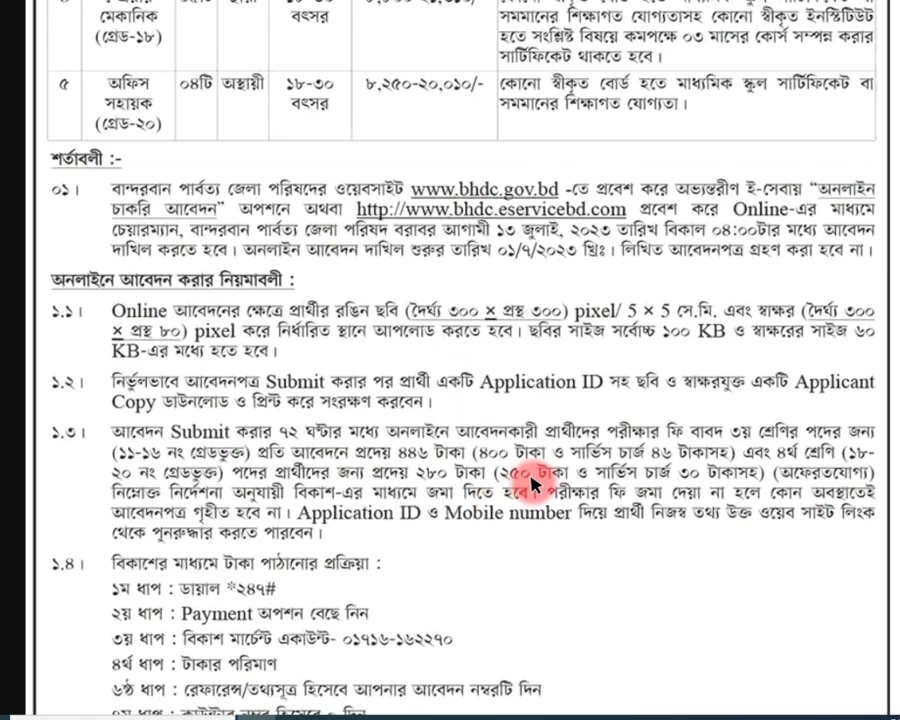 মেকানিক বৎসর সমমানের শিক্ষাগত যোগ্যতাসহ কোনো স্বীকৃত ইনস্টিটিউট
(গ্রেড-১৮) হতে সংশ্লিষ্ট বিষয়ে কমপক্ষে ০৩ মাসের কোর্স সম্পন্ন করার
সার্টিফিকেট থাকতে হবে।
৫ অফিস ০৪টি অস্থায়ী ১৮-৩০ ৮,২৫০-২০,০১০/- কোনো স্বীকৃত বোর্ড হতে মাধ্যমিক স্কুল সার্টিফিকেট বা
সহায়ক বৎসর সমমানের শিক্ষাগত যোগ্যতা।
(গ্রেড-২০)
শর্তাবলী :-
০১। বান্দরবান পার্বত্য জেলা পরিষদের ওয়েবসাইট www.bhdc.gov.bd -তে প্রবেশ করে অভ্যন্তরীণ ই-সেবায় “অনলাইন
চাকরি আবেদন” অপশনে অথবা http://www.bhdc.eservicebd.com প্রবেশ করে Online-এর মাধ্যমে
চেয়ারম্যান, বান্দরবান পার্বত্য জেলা পরিষদ বরাবর আগামী ১৩ জুলাই, ২০২৩ তারিখ বিকাল ০৪:০০টার মধ্যে আবেদন
দাখিল করতে হবে। অনলাইন আবেদন দাখিল শুরুর তারিখ ০১/৭/২০২৩ খ্রিঃ। লিখিত আবেদনপত্র গ্রহণ করা হবে না।
অনলাইনে আবেদন করার নিয়মাবলী :
১.১। Online আবেদনের ক্ষেত্রে প্রার্থীর রঙিন ছবি (দৈর্ঘ্য ৩০০ × প্রস্থ ৩০০) pixel/ 5 × 5 সে.মি. এবং স্বাক্ষর (দৈর্ঘ্য ৩০০
× প্রস্থ ৮০) pixel করে নির্ধারিত স্থানে আপলোড করতে হবে। ছবির সাইজ সর্বোচ্চ ১০০ KB ও স্বাক্ষরের সাইজ ৬০
KB-এর মধ্যে হতে হবে।
১.২। নির্ভুলভাবে আবেদনপত্র Submit করার পর প্রার্থী একটি Application ID সহ ছবি ও স্বাক্ষরযুক্ত একটি Applicant
Copy ডাউনলোড ও প্রিন্ট করে সংরক্ষণ করবেন।
১.৩। আবেদন Submit করার ৭২ ঘন্টার মধ্যে অনলাইনে আবেদনকারী প্রার্থীদের পরীক্ষার ফি বাবদ ৩য় শ্রেণির পদের জন্য
(১১-১৬ নং গ্রেডভুক্ত) প্রতি আবেদনে প্রদেয় ৪৪৬ টাকা (৪০০ টাকা ও সার্ভিস চার্জ ৪৬ টাকাসহ) এবং ৪র্থ শ্রেণি (১৮-
২০ নং গ্রেডভুক্ত) পদের প্রার্থীদের জন্য প্রদেয় ২৮০ টাকা (২৫০ টাকা ও সার্ভিস চার্জ ৩০ টাকাসহ) (অফেরতযোগ্য)
নিম্নোক্ত নির্দেশনা অনুযায়ী বিকাশ-এর মাধ্যমে জমা দিতে হবে। পরীক্ষার ফি জমা দেয়া না হলে কোন অবস্থাতেই
আবেদনপত্র গৃহীত হবে না। Application ID ও Mobile number দিয়ে প্রার্থী নিজস্ব তথ্য উক্ত ওয়েব সাইট লিংক
থেকে পুনরুদ্ধার করতে পারবেন।
১.৪। বিকাশের মাধ্যমে টাকা পাঠানোর প্রক্রিয়া :
১ম ধাপ : ডায়াল *২৪৭#
২য় ধাপ : Payment অপশন বেছে নিন
৩য় ধাপ : বিকাশ মার্চেন্ট একাউন্ট- ০১৭১৬-১৬২২৭০
৪র্থ ধাপ : টাকার পরিমাণ
৬ষ্ঠ ধাপ : রেফারেন্স/তথ্যসূত্র হিসেবে আপনার আবেদন নম্বরটি দিন